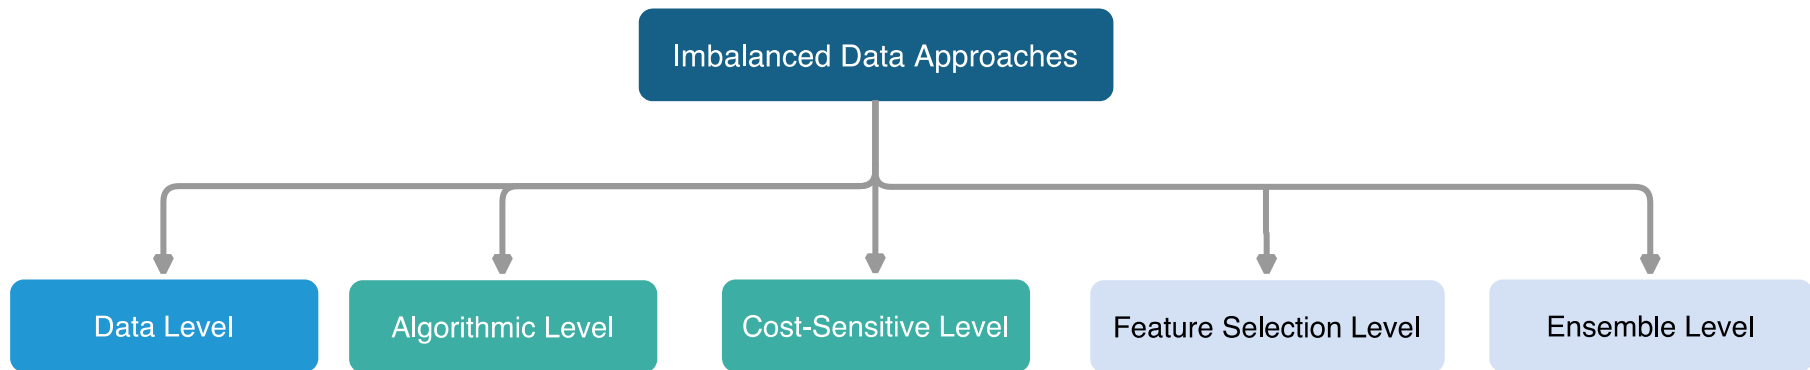 Imbalanced Data Approaches
Data Level
Algorithmic Level
Cost-Sensitive Level
Feature Selection Level
Ensemble Level